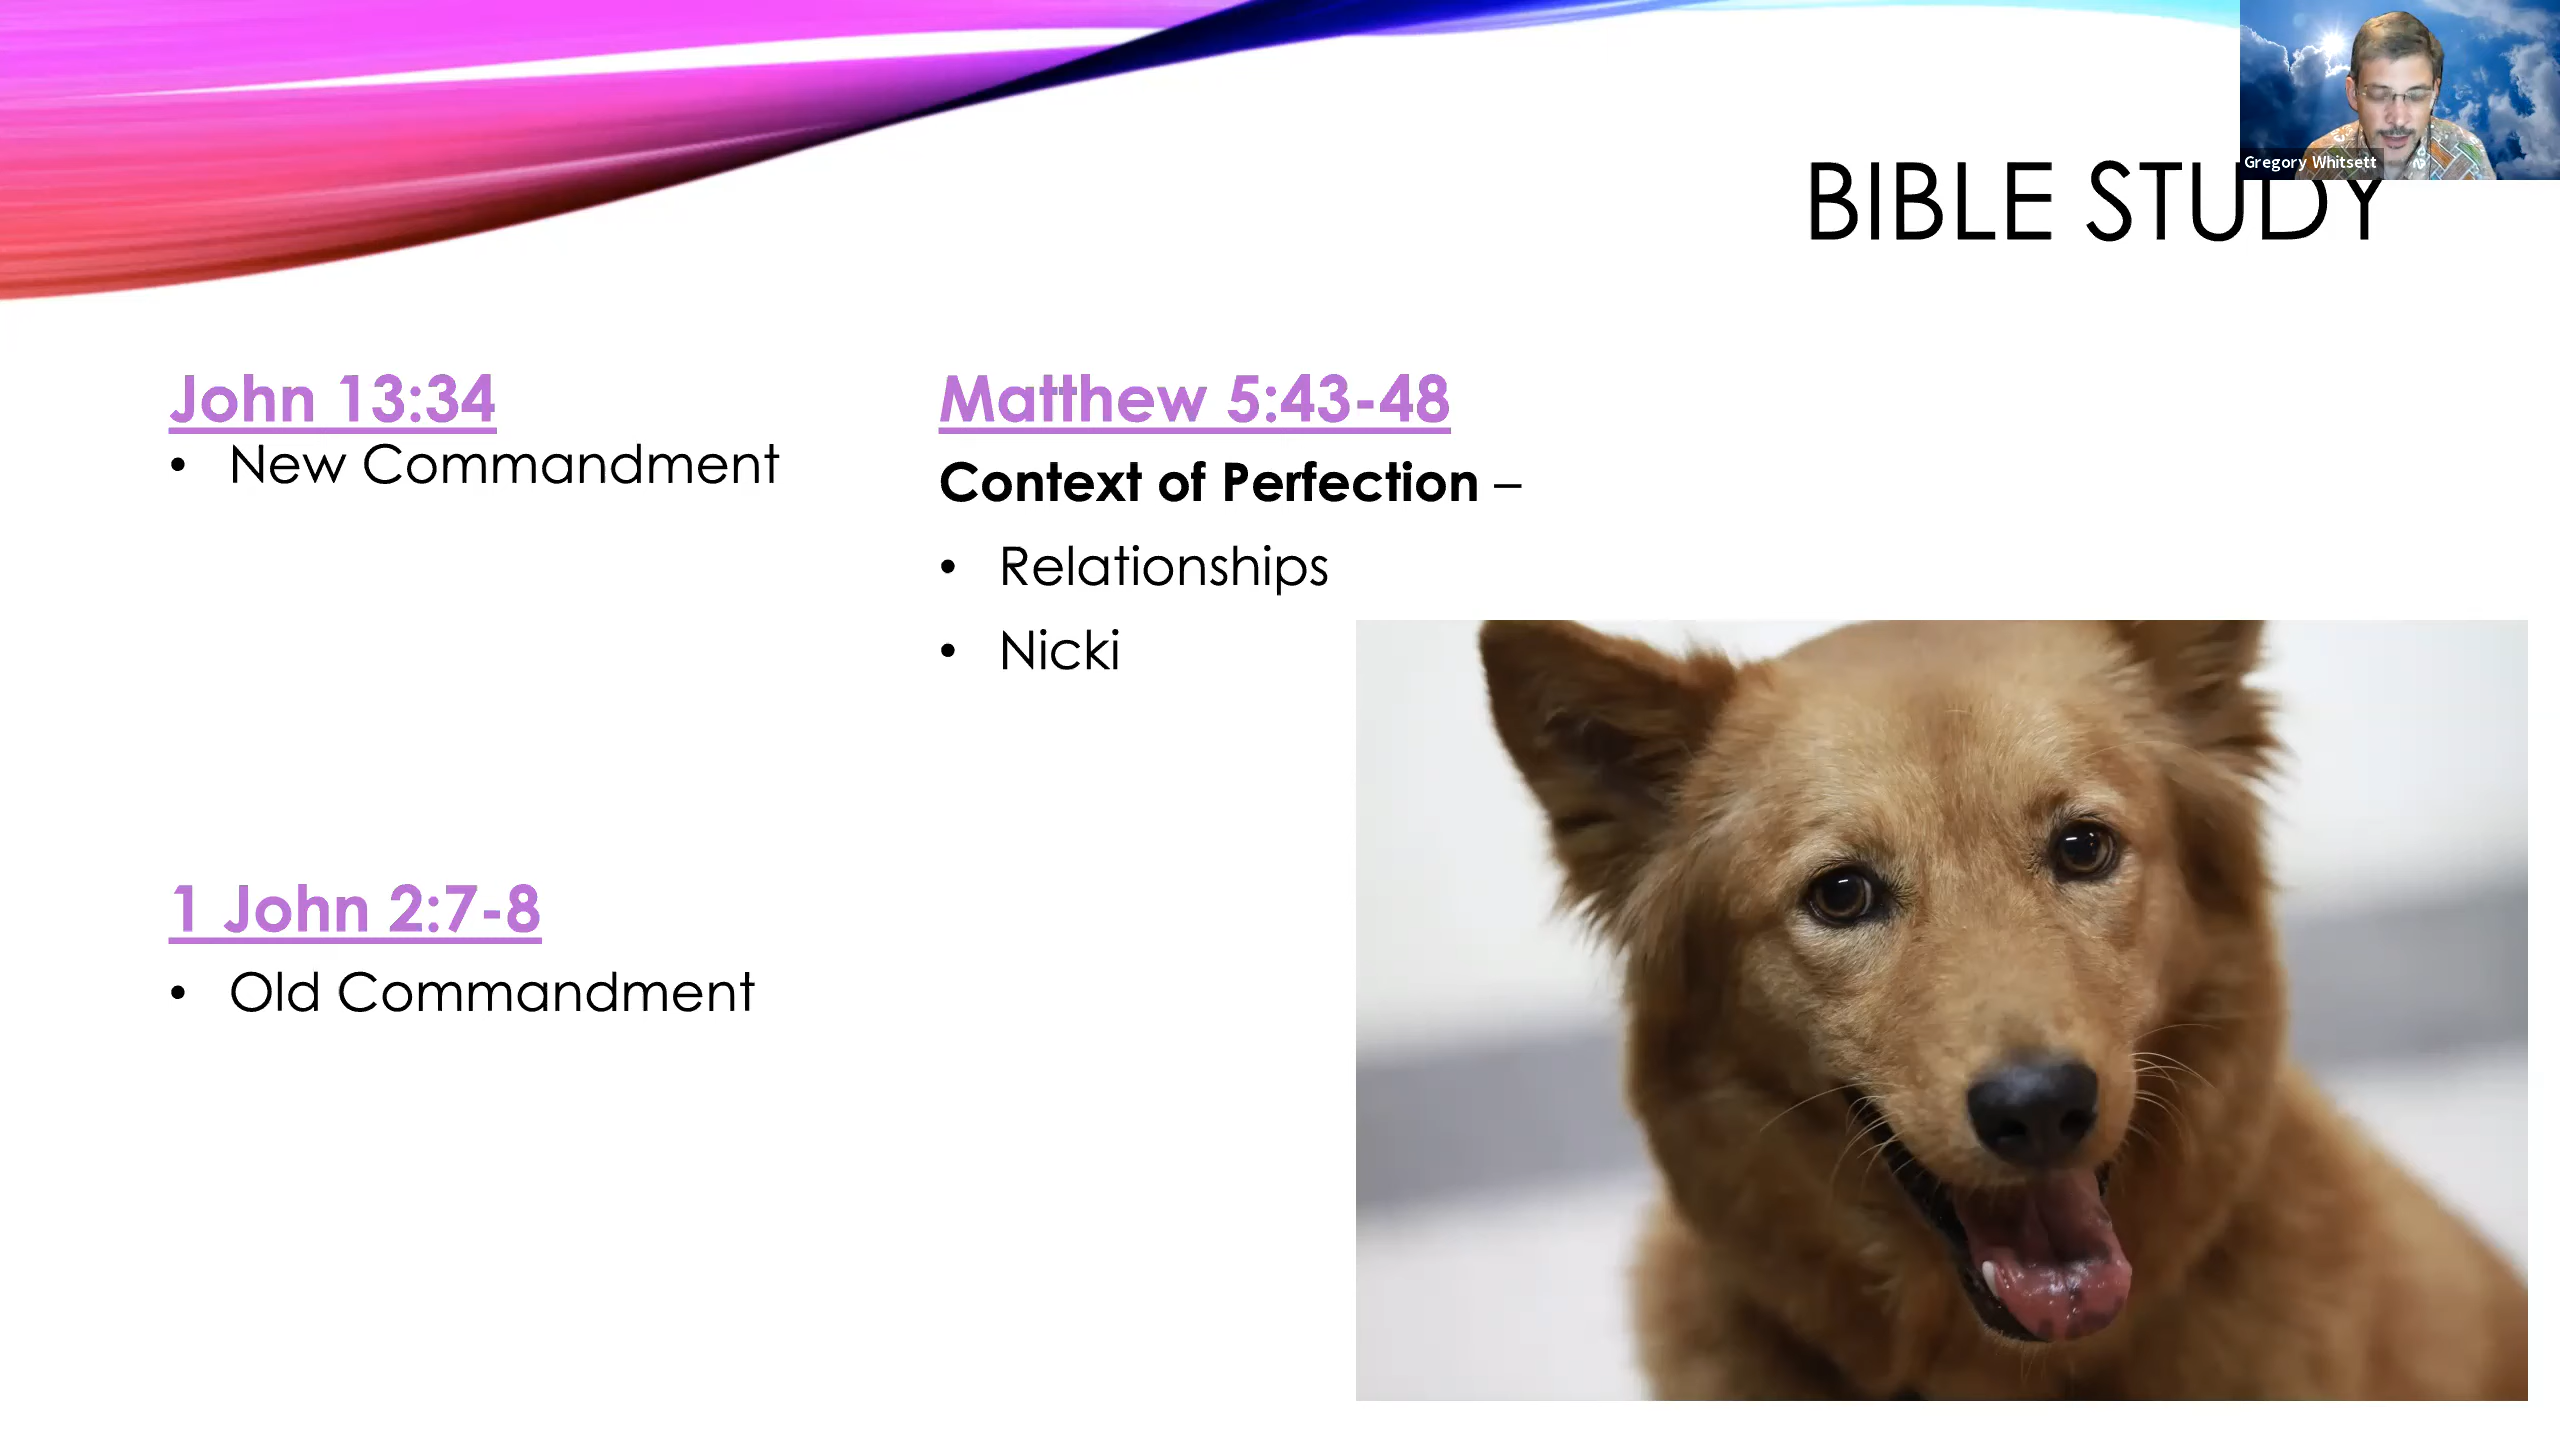 Gregory Whitsett
BIBLE STUDY
John 13:34
• New Commandment
1 John 2:7-8
• Old Commandment
Matthew 5:43-48
Context of Perfection –
• Relationships
• Nicki